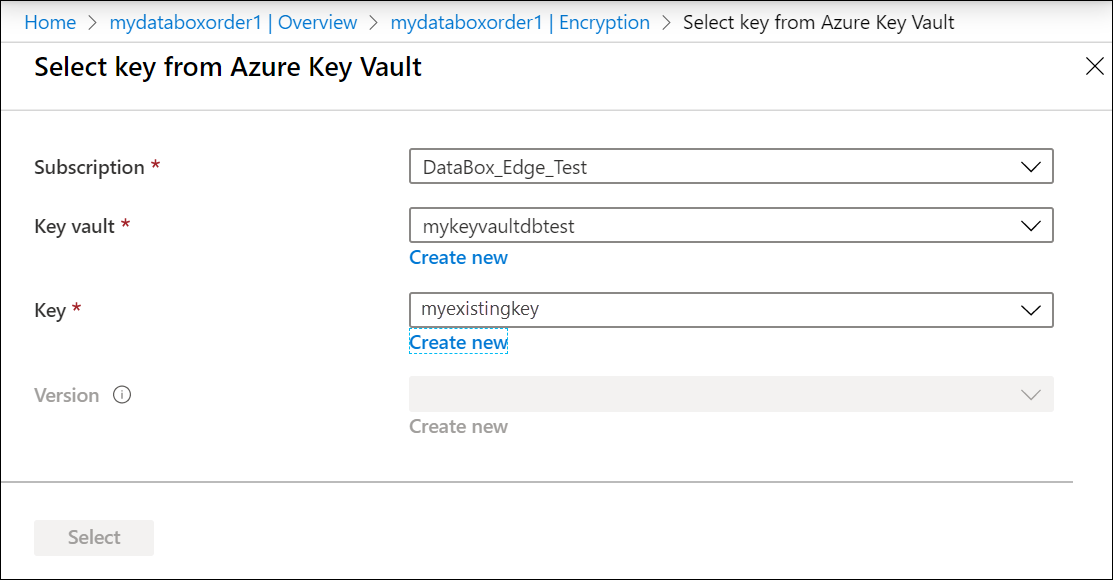 Home > mydataboxorder1 | Overview > mydataboxorder1 | Encryption > Select key from Azure Key Vault
Select key from Azure Key Vault
Subscription * DataBox_Edge_Test
Key vault * mykeyvaultdbtest
Create new
Key * myexistingkey
Create new
Version
Create new
Select